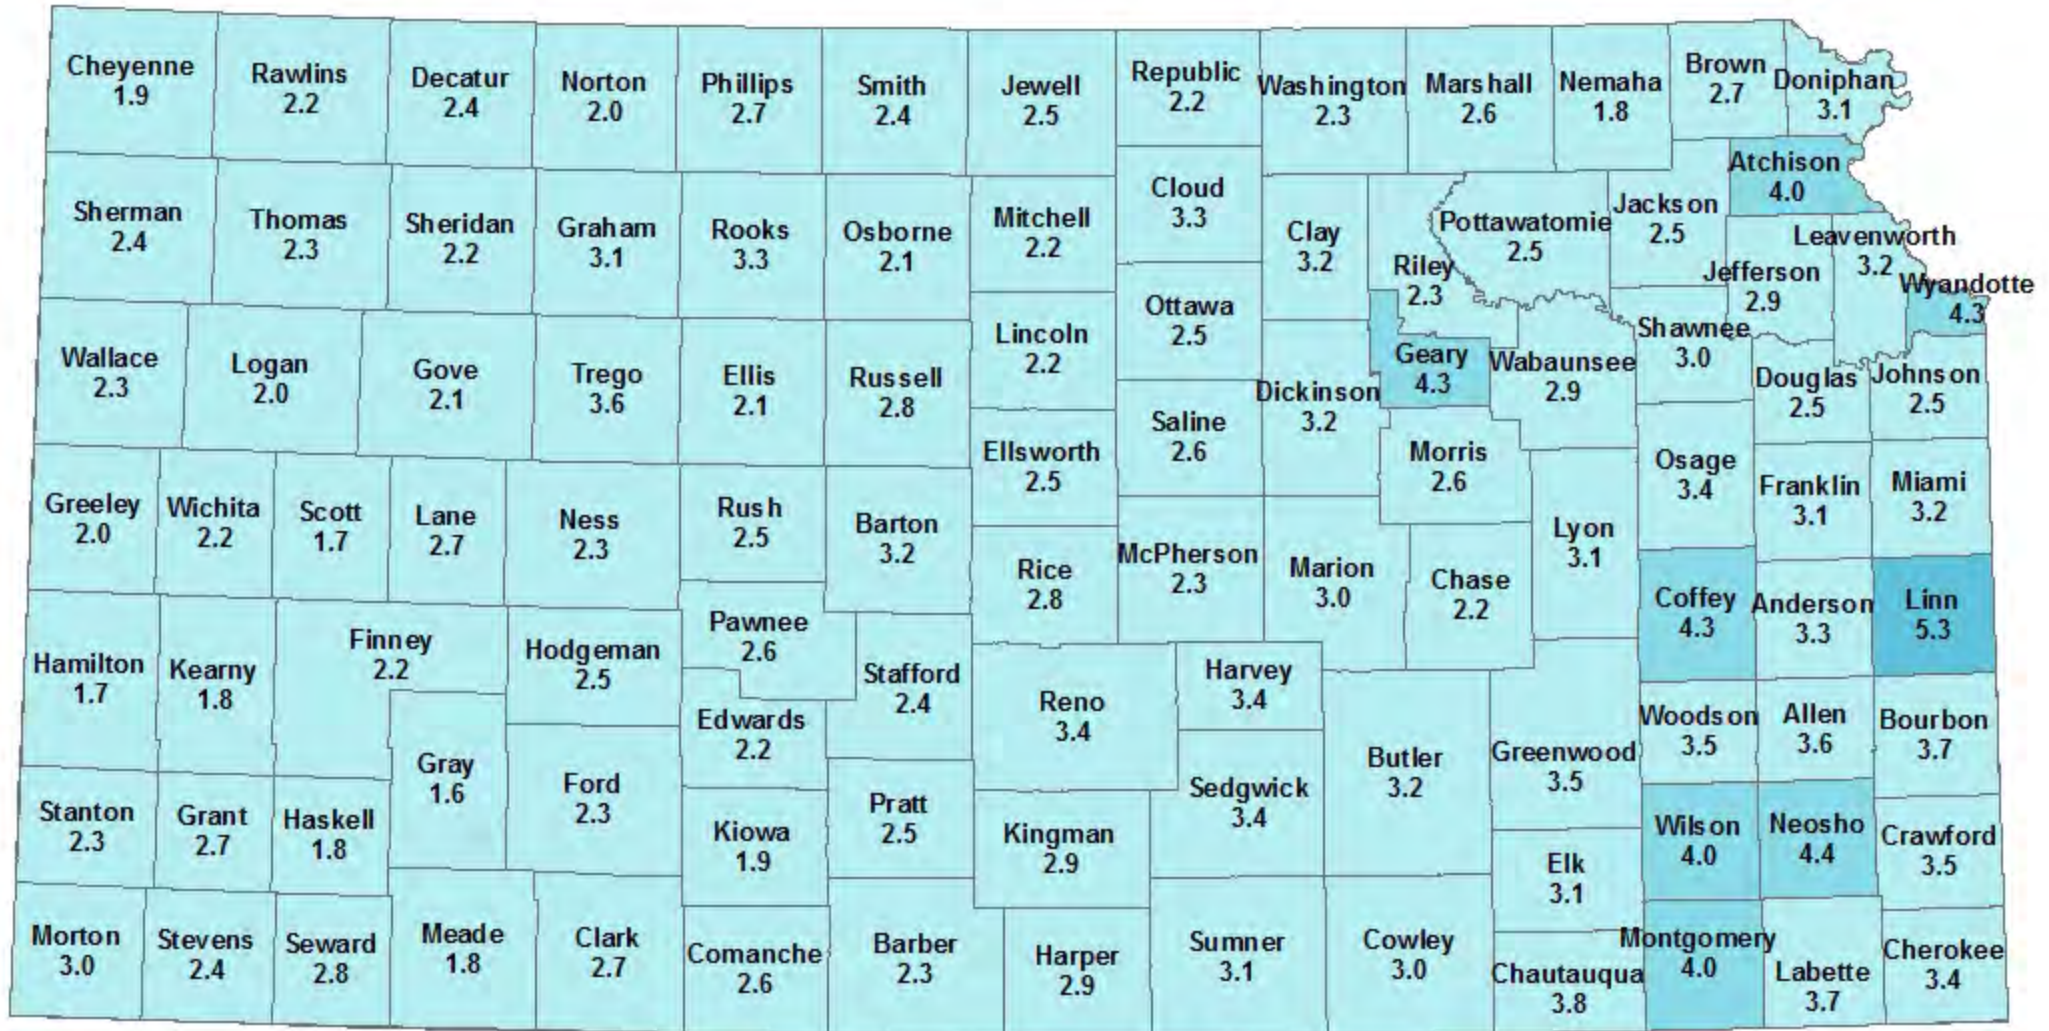 Cheyenne
1.9
Rawlins
2.2
Decatur
2.4
Norton
2.0
Phillips
2.7
Smith
2.4
Jewell
2.5
Republic
2.2
Washington
2.3
Marshall
2.6
Nemaha
1.8
Brown
2.7
Doniphan
3.1
Atchison
4.0
Sherman
2.4
Thomas
2.3
Sheridan
2.2
Graham
3.1
Rooks
3.3
Osborne
2.1
Mitchell
2.2
Cloud
3.3
Clay
3.2
Riley
2.3
Pottawatomie
2.5
Jackson
2.5
Jefferson
2.9
Leavenworth
3.2
Wyandotte
4.3
Wallace
2.3
Logan
2.0
Gove
2.1
Trego
3.6
Ellis
2.1
Russell
2.8
Lincoln
2.2
Ottawa
2.5
Dickinson
3.2
Geary
4.3
Wabaunsee
2.9
Shawnee
3.0
Douglas
2.5
Johnson
2.5
Greeley
2.0
Wichita
2.2
Scott
1.7
Lane
2.7
Ness
2.3
Rush
2.5
Barton
3.2
Ellsworth
2.5
Saline
2.6
Morris
2.6
Osage
3.4
Franklin
3.1
Miami
3.2
Rice
2.8
McPherson
2.3
Marion
3.0
Chase
2.2
Lyon
3.1
Coffey
4.3
Anderson
3.3
Linn
5.3
Hamilton
1.7
Kearny
1.8
Finney
2.2
Hodgeman
2.5
Pawnee
2.6
Stafford
2.4
Reno
3.4
Harvey
3.4
Edwards
2.2
Gray
1.6
Ford
2.3
Butler
3.2
Greenwood
3.5
Woodson
3.5
Allen
3.6
Bourbon
3.7
Stanton
2.3
Grant
2.7
Haskell
1.8
Kiowa
1.9
Pratt
2.5
Kingman
2.9
Sedgwick
3.4
Elk
3.1
Wilson
4.0
Neosho
4.4
Crawford
3.5
Morton
3.0
Stevens
2.4
Seward
2.8
Meade
1.8
Clark
2.7
Comanche
2.6
Barber
2.3
Harper
2.9
Sumner
3.1
Cowley
3.0
Chautauqua
3.8
Montgomery
4.0
Labette
3.7
Cherokee
3.4